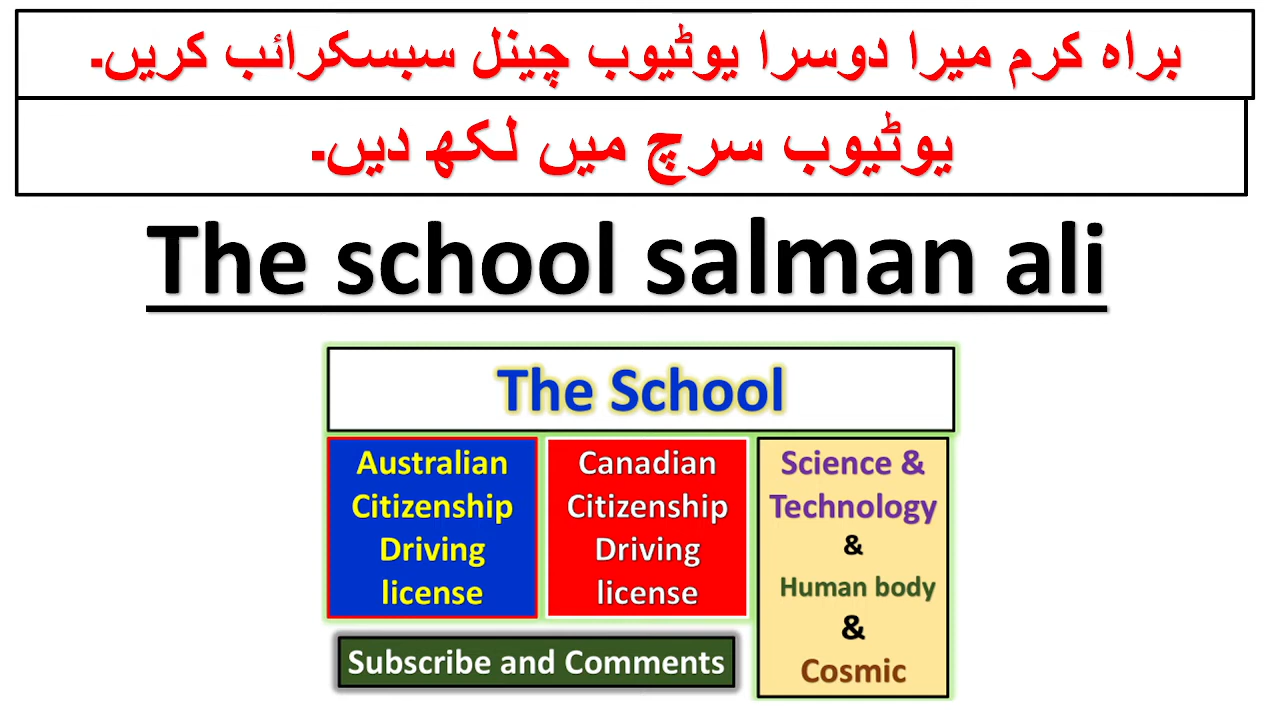 براہ کرم میرا دوسرا یوٹیوب چینل سبسکرائب کریں۔
یوٹیوب سرچ میں لکھ دیں۔
The school salman ali
The School
Australian
Citizenship
Driving
license
Canadian
Citizenship
Driving
license
Science &
Technology
&
Human body
&
Cosmic
Subscribe and Comments